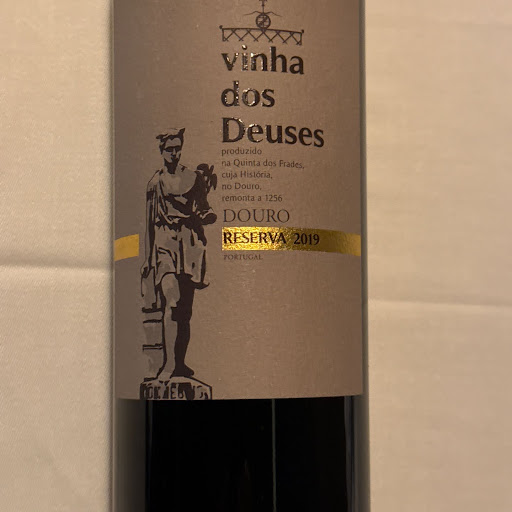 vinha
dos
Deuses
produzido
na Quinta dos Frades,
cuja História,
no Douro,
remonta a 1256
DOURO
RESERVA 2019
PORTUGAL